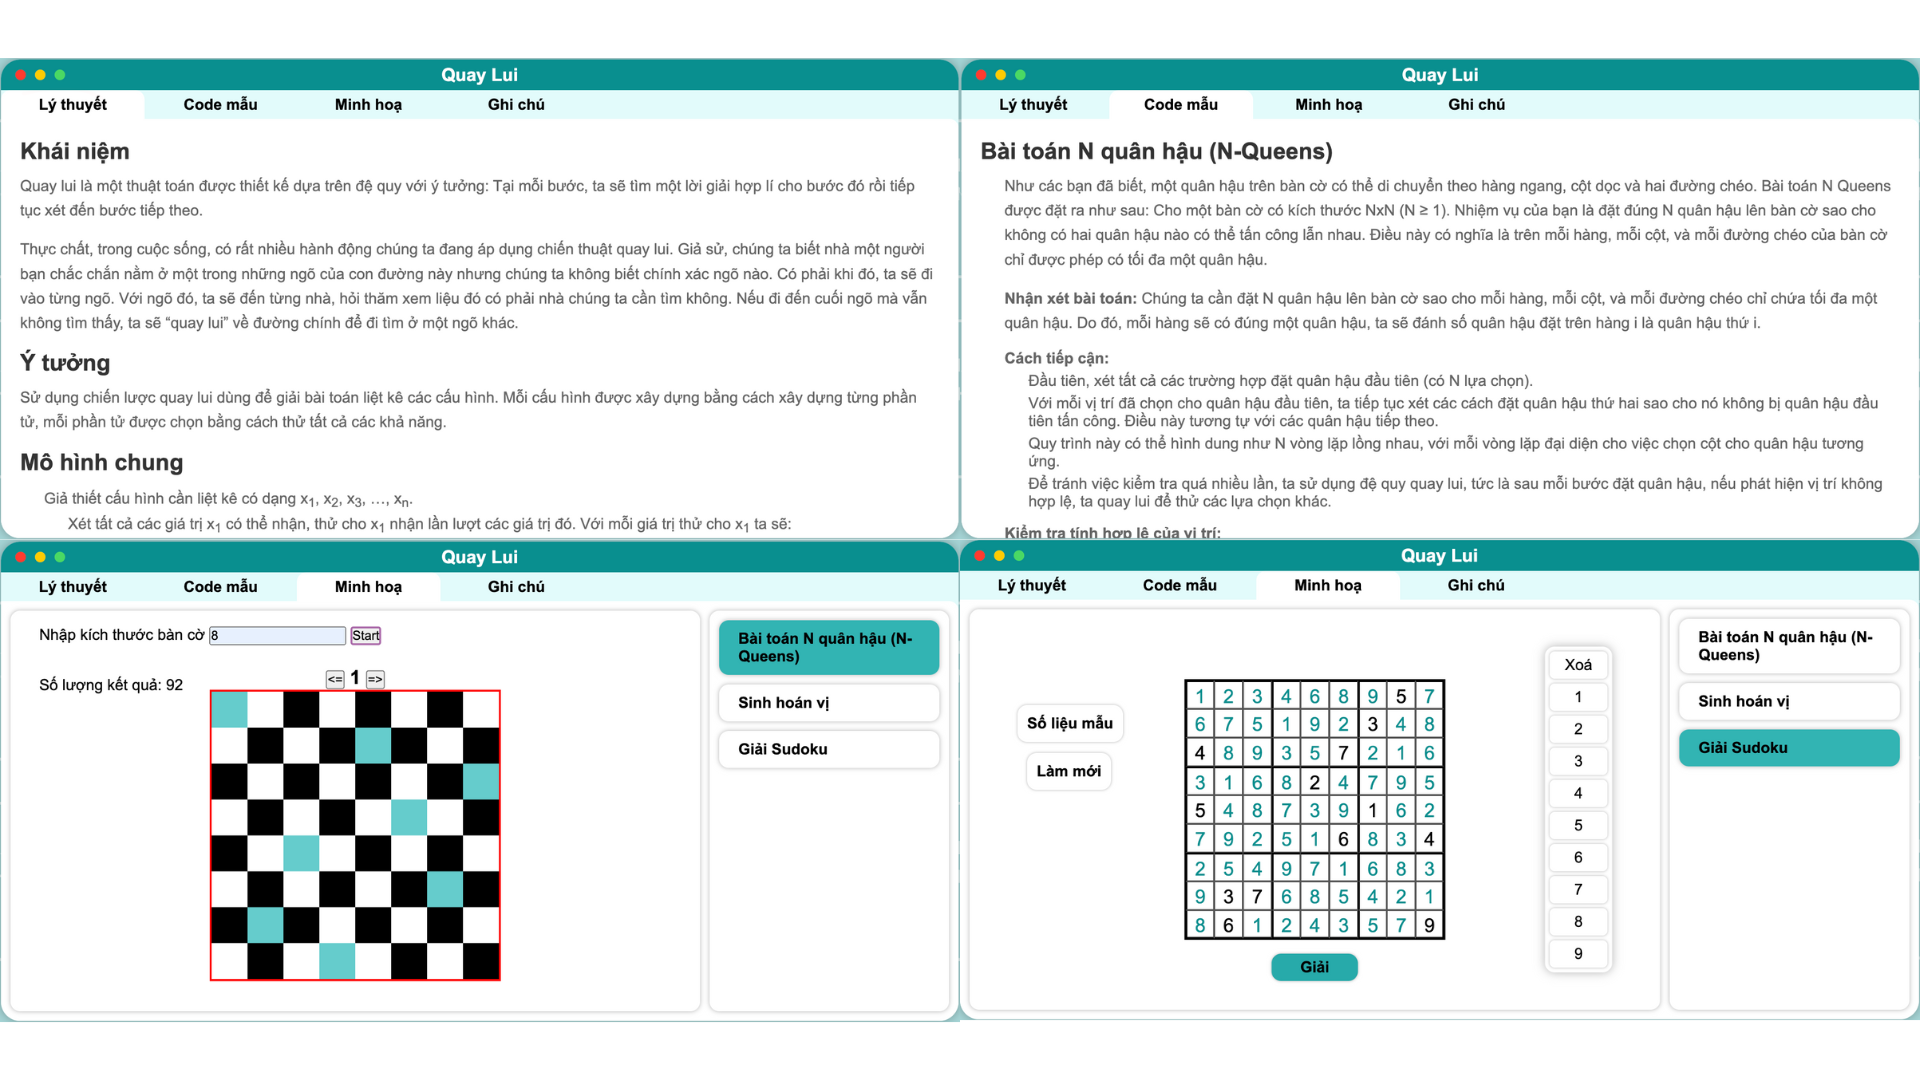 Quay Lui
Lý thuyết Code mẫu Minh hoạ Ghi chú
Khái niệm
Quay lui là một thuật toán được thiết kế dựa trên đệ quy với ý tưởng: Tại mỗi bước, ta sẽ tìm một lời giải hợp lí cho bước đó rồi tiếp
tục xét đến bước tiếp theo.
Thực chất, trong cuộc sống, có rất nhiều hành động chúng ta đang áp dụng chiến thuật quay lui. Giả sử, chúng ta biết nhà một người
bạn chắc chắn nằm ở một trong những ngõ của con đường này nhưng chúng ta không biết chính xác ngõ nào. Có phải khi đó, ta sẽ đi
vào từng ngõ. Với ngõ đó, ta sẽ đến từng nhà, hỏi thăm xem liệu đó có phải nhà chúng ta cần tìm không. Nếu đi đến cuối ngõ mà vẫn
không tìm thấy, ta sẽ “quay lui” về đường chính để đi tìm ở một ngõ khác.
Ý tưởng
Sử dụng chiến lược quay lui dùng để giải bài toán liệt kê các cấu hình. Mỗi cấu hình được xây dựng bằng cách xây dựng từng phần
tử, mỗi phần tử được chọn bằng cách thử tất cả các khả năng.
Mô hình chung
Giả thiết cấu hình cần liệt kê có dạng x1, x2, x3, ..., xn.
Xét tất cả các giá trị x1 có thể nhận, thử cho x1 nhận lần lượt các giá trị đó. Với mỗi giá trị thử cho x1 ta sẽ:
Quay Lui
Lý thuyết Code mẫu Minh hoạ Ghi chú
Bài toán N quân hậu (N-Queens)
Như các bạn đã biết, một quân hậu trên bàn cờ có thể di chuyển theo hàng ngang, cột dọc và hai đường chéo. Bài toán N Queens
được đặt ra như sau: Cho một bàn cờ có kích thước NxN (N ≥ 1). Nhiệm vụ của bạn là đặt đúng N quân hậu lên bàn cờ sao cho
không có hai quân hậu nào có thể tấn công lẫn nhau. Điều này có nghĩa là trên mỗi hàng, mỗi cột, và mỗi đường chéo của bàn cờ
chỉ được phép có tối đa một quân hậu.
Nhận xét bài toán: Chúng ta cần đặt N quân hậu lên bàn cờ sao cho mỗi hàng, mỗi cột, và mỗi đường chéo chỉ chứa tối đa một
quân hậu. Do đó, mỗi hàng sẽ có đúng một quân hậu, ta sẽ đánh số quân hậu đặt trên hàng i là quân hậu thứ i.
Cách tiếp cận:
Đầu tiên, xét tất cả các trường hợp đặt quân hậu đầu tiên (có N lựa chọn).
Với mỗi vị trí đã chọn cho quân hậu đầu tiên, ta tiếp tục xét các cách đặt quân hậu thứ hai sao cho nó không bị quân hậu đầu
tiên tấn công. Điều này tương tự với các quân hậu tiếp theo.
Quy trình này có thể hình dung như N vòng lặp lồng nhau, với mỗi vòng lặp đại diện cho việc chọn cột cho quân hậu tương
ứng.
Để tránh việc kiểm tra quá nhiều lần, ta sử dụng đệ quy quay lui, tức là sau mỗi bước đặt quân hậu, nếu phát hiện vị trí không
hợp lệ, ta quay lui để thử các lựa chọn khác.
Kiểm tra tính hợp lệ của vị trí:
Quay Lui
Lý thuyết Code mẫu Minh hoạ Ghi chú
Nhập kích thước bàn cờ 8 Start
Số lượng kết quả: 92
<= 1 =>
Bài toán N quân hậu (N-
Queens)
Sinh hoán vị
Giải Sudoku
Quay Lui
Lý thuyết Code mẫu Minh hoạ Ghi chú
Số liệu mẫu
Làm mới
1 2 3 4 6 8 9 5 7
6 7 5 1 9 2 3 4 8
4 8 9 3 5 7 2 1 6
3 1 6 8 2 4 7 9 5
5 4 8 7 3 9 1 6 2
7 9 2 5 1 6 8 3 4
2 5 4 9 7 1 6 8 3
9 3 7 6 8 5 4 2 1
8 6 1 2 4 3 5 7 9
Giải
Xoá
1
2
3
4
5
6
7
8
9
Bài toán N quân hậu (N-
Queens)
Sinh hoán vị
Giải Sudoku